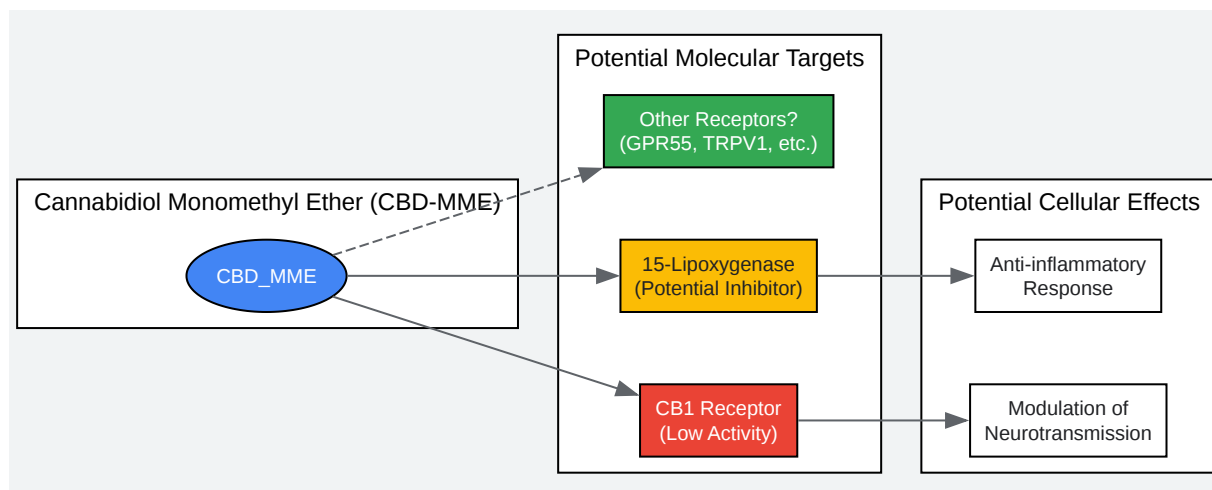 Cannabidiol Monomethyl Ether (CBD-MME)
CBD_MME
Potential Molecular Targets
Other Receptors?
(GPR55, TRPV1, etc.)
15-Lipoxygenase
(Potential Inhibitor)
CB1 Receptor
(Low Activity)
Potential Cellular Effects
Anti-inflammatory
Response
Modulation of
Neurotransmission